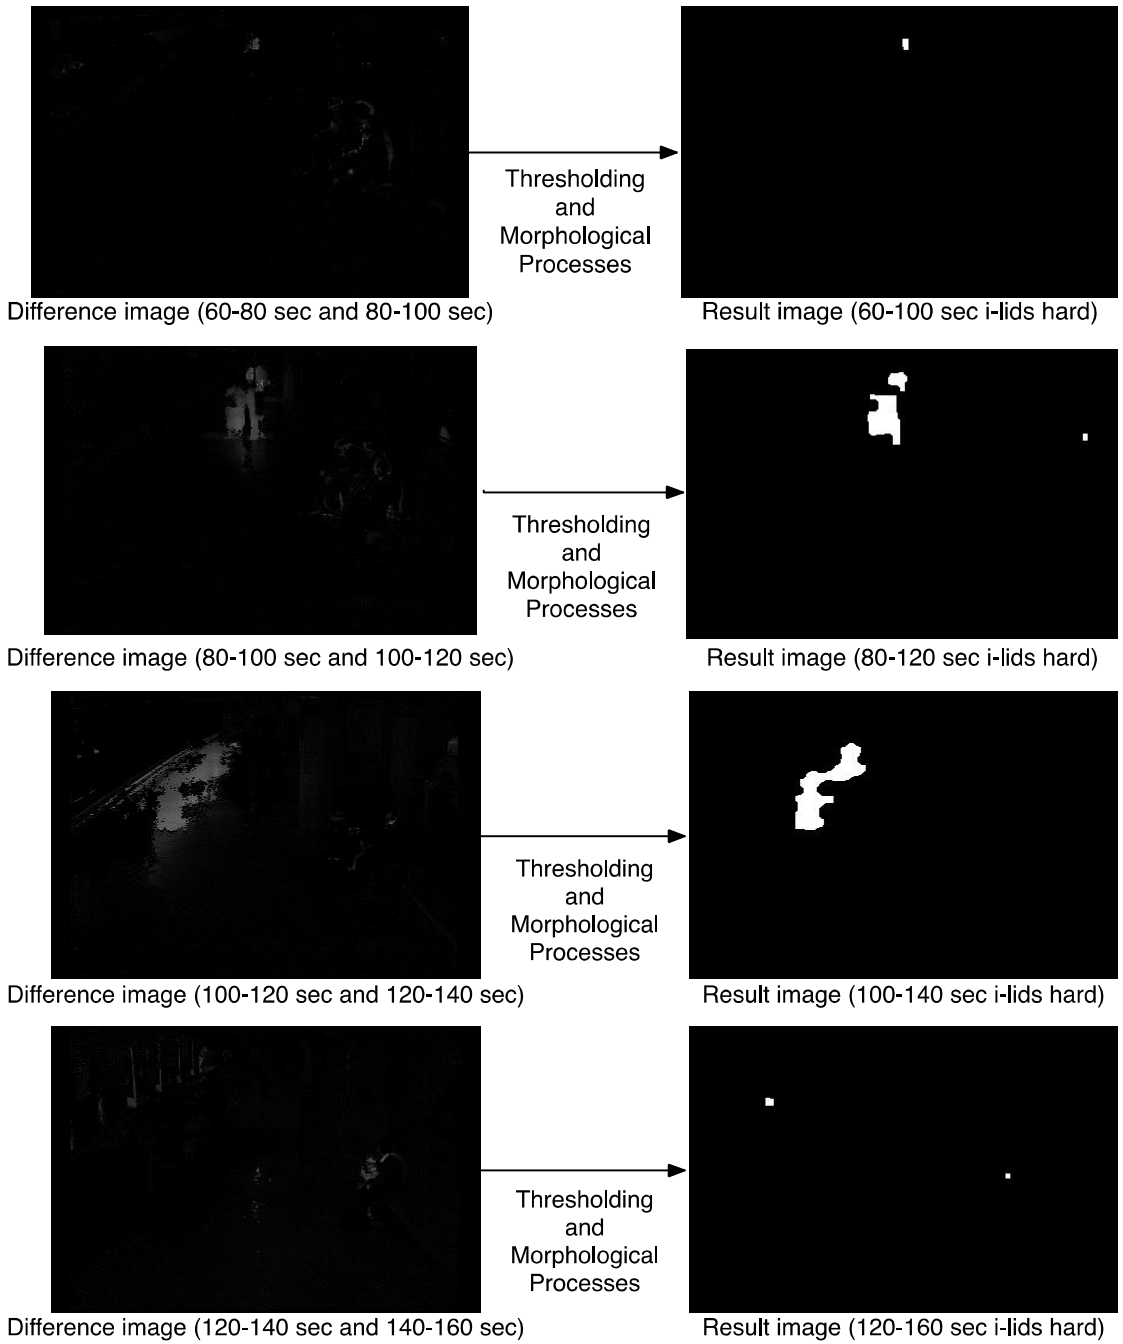 Thresholding
and
Morphological
Processes
Difference image (60-80 sec and 80-100 sec)
Result image (60-100 sec i-lids hard)
Thresholding
and
Morphological
Processes
Difference image (80-100 sec and 100-120 sec)
Result image (80-120 sec i-lids hard)
Thresholding
and
Morphological
Processes
Difference image (100-120 sec and 120-140 sec)
Result image (100-140 sec i-lids hard)
Thresholding
and
Morphological
Processes
Difference image (120-140 sec and 140-160 sec)
Result image (120-160 sec i-lids hard)